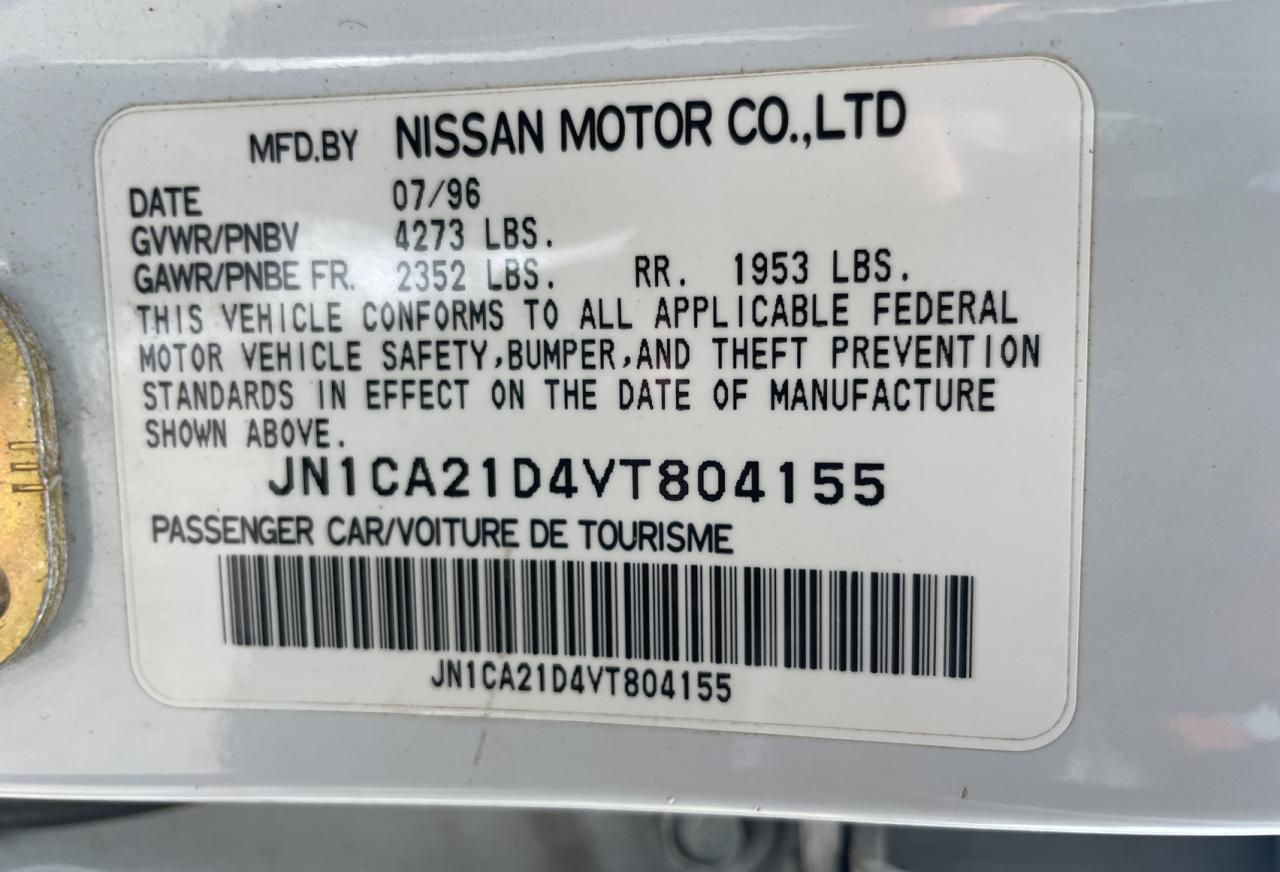 MFD.BY NISSAN MOTOR CO.,LTD
DATE 07/96
GVWR/PNBV 4273 LBS.
GAWR/PNBE FR. 2352 LBS. RR. 1953 LBS.
THIS VEHICLE CONFORMS TO ALL APPLICABLE FEDERAL
MOTOR VEHICLE SAFETY,BUMPER,AND THEFT PREVENTION
STANDARDS IN EFFECT ON THE DATE OF MANUFACTURE
SHOWN ABOVE.
JN1CA21D4VT804155
PASSENGER CAR/VOITURE DE TOURISME
JN1CA21D4VT804155